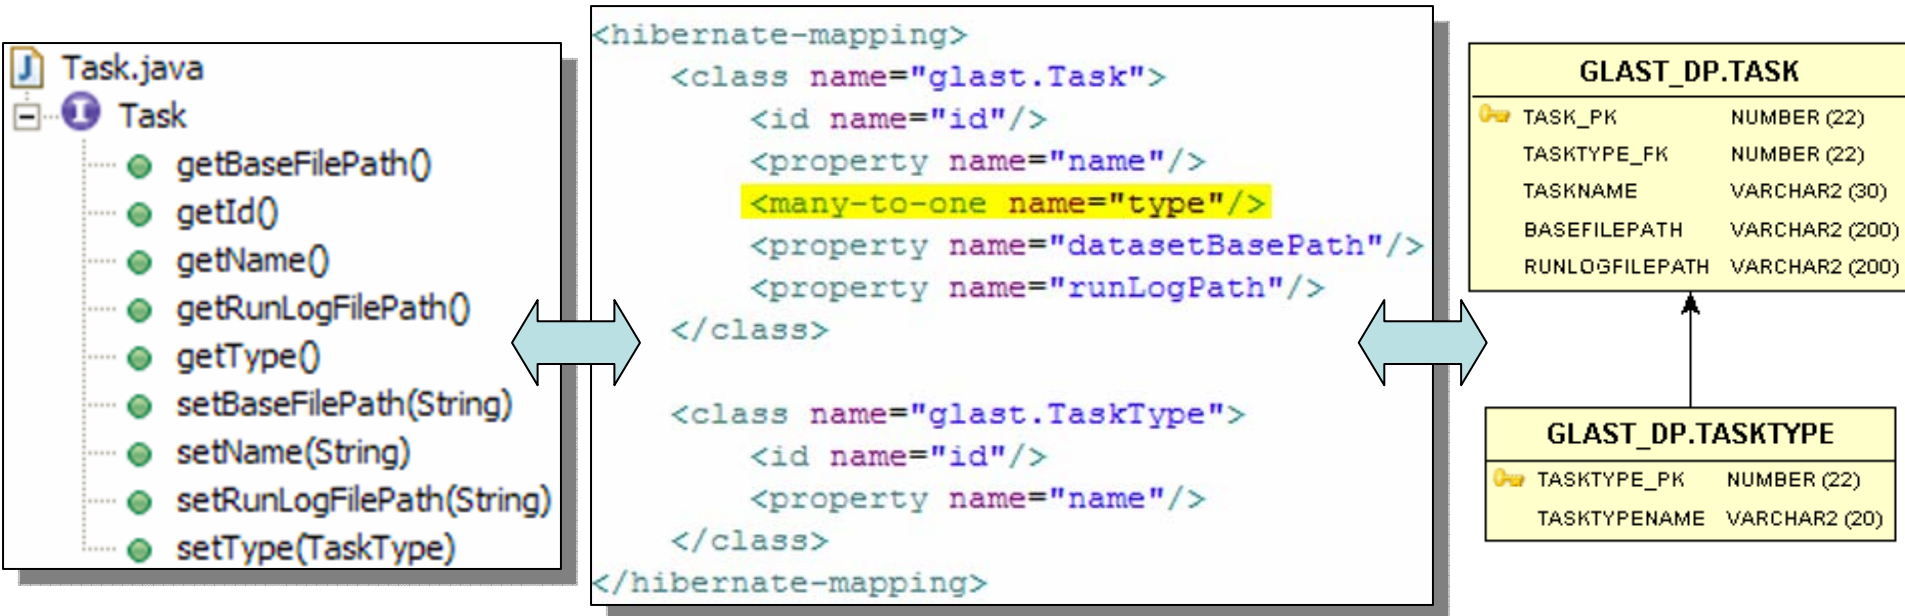 Task.java
Task
getBaseFilePath()
getId()
getName()
getRunLogFilePath()
getType()
setBaseFilePath(String)
setName(String)
setRunLogFilePath(String)
setType(TaskType)
<hibernate-mapping>
<class name="glast.Task">
<id name="id"/>
<property name="name"/>
<many-to-one name="type"/>
<property name="datasetBasePath"/>
<property name="runLogPath"/>
</class>
<class name="glast.TaskType">
<id name="id"/>
<property name="name"/>
</class>
</hibernate-mapping>
GLAST_DP.TASK
TASK_PK NUMBER (22)
TASKTYPE_FK NUMBER (22)
TASKNAME VARCHAR2 (30)
BASEFILEPATH VARCHAR2 (200)
RUNLOGFILEPATH VARCHAR2 (200)
GLAST_DP.TASKTYPE
TASKTYPE_PK NUMBER (22)
TASKTYPENAME VARCHAR2 (20)